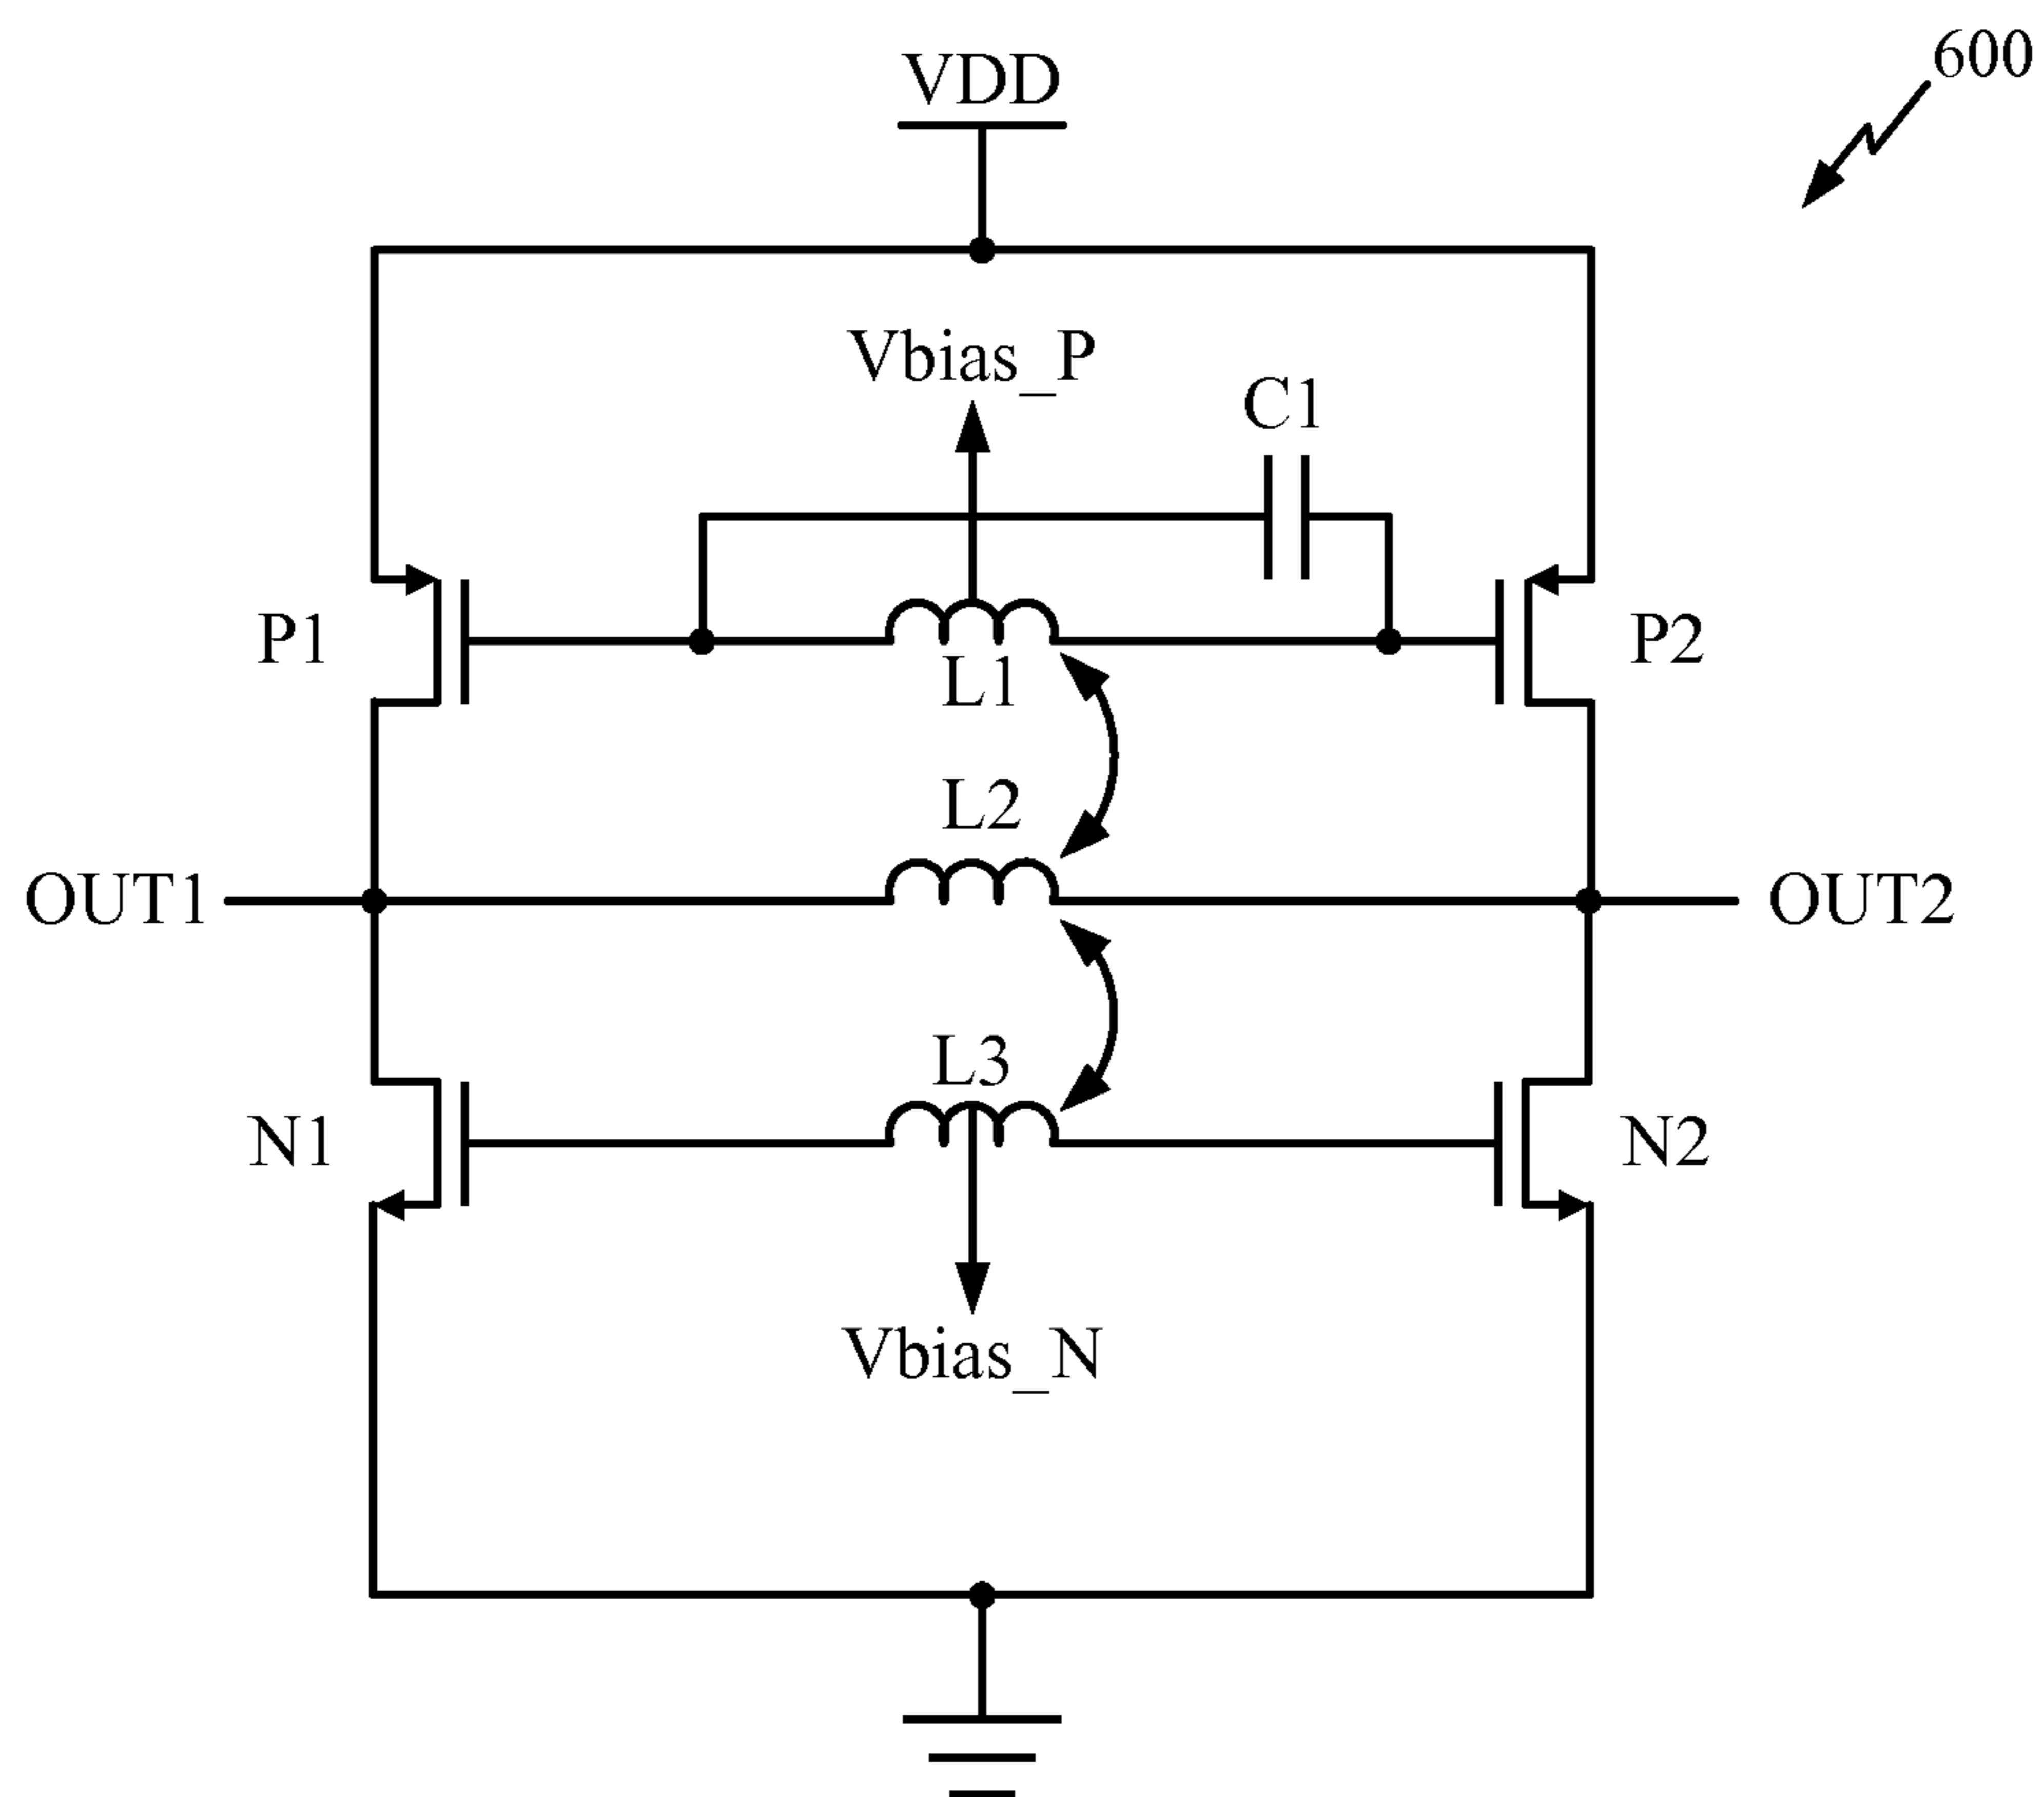 600
VDD
Vbias_P
C1
P1
P2
L1
L2
OUT1
OUT2
L3
N1
N2
Vbias_N